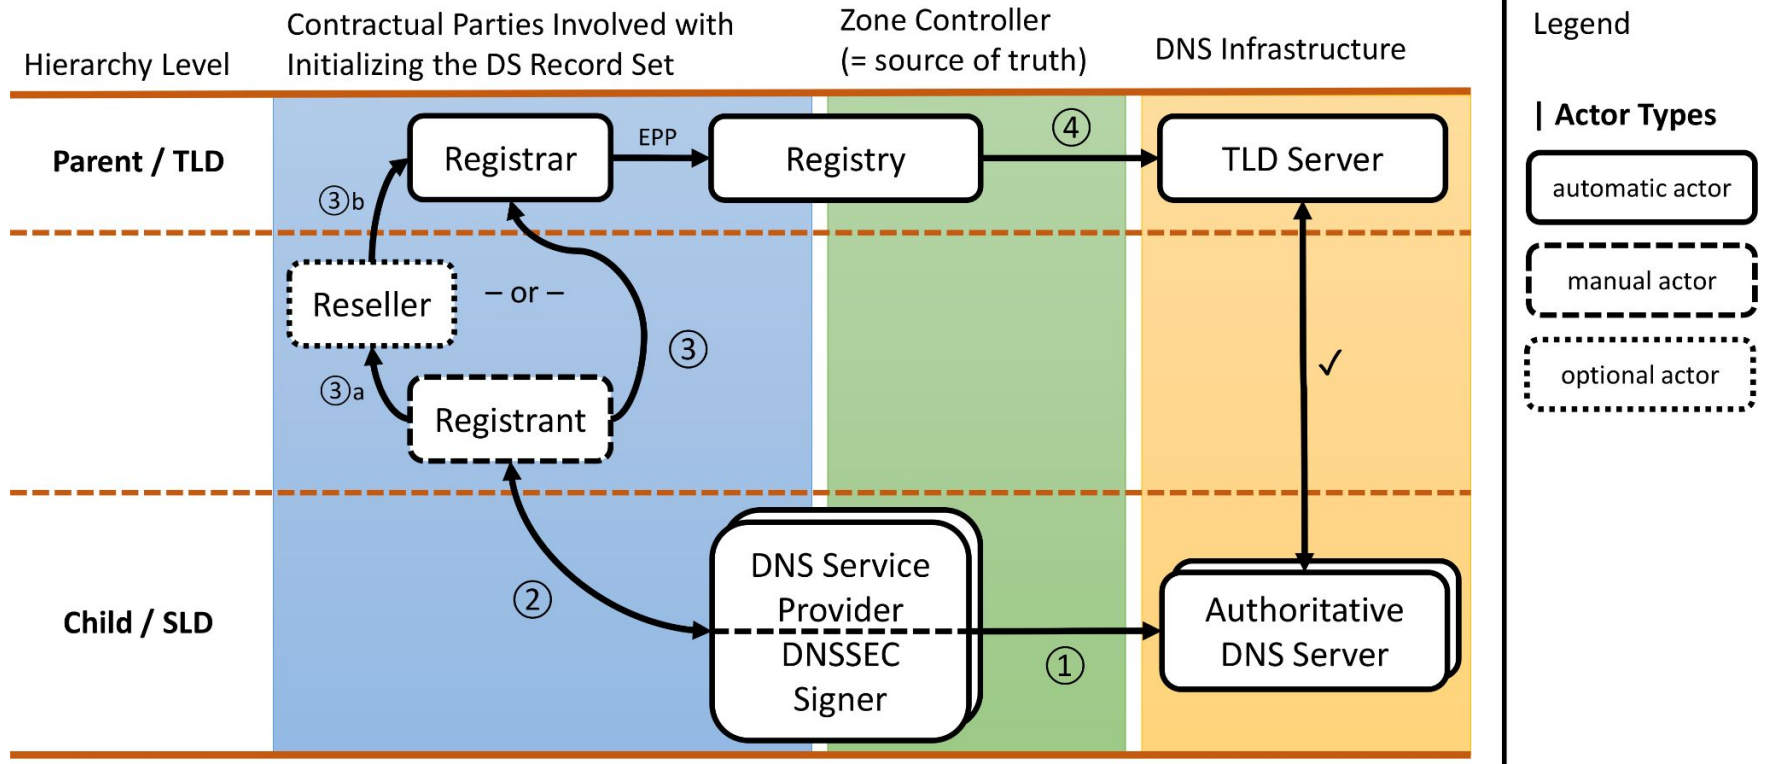 Hierarchy Level
Contractual Parties Involved with
Initializing the DS Record Set
Zone Controller
(= source of truth)
DNS Infrastructure
Legend
Parent / TLD
Registrar
EPP
Registry
④
TLD Server
| Actor Types
automatic actor
③b
Reseller
– or –
manual actor
③
③a
Registrant
✓
optional actor
Child / SLD
②
DNS Service
Provider
DNSSEC
Signer
①
Authoritative
DNS Server